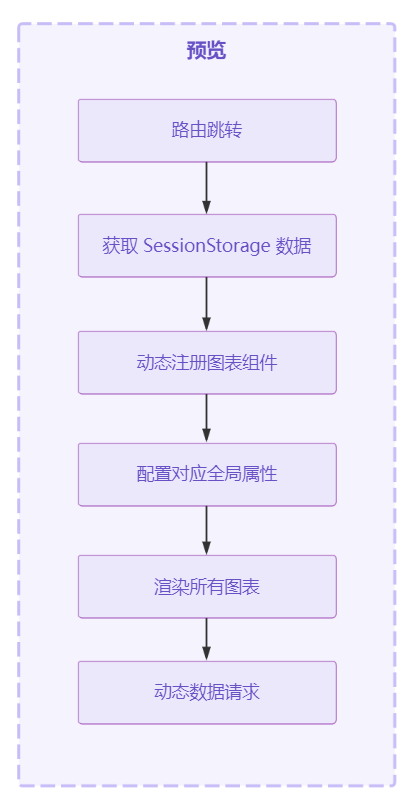 预览
路由跳转
获取 SessionStorage 数据
动态注册图表组件
配置对应全局属性
渲染所有图表
动态数据请求